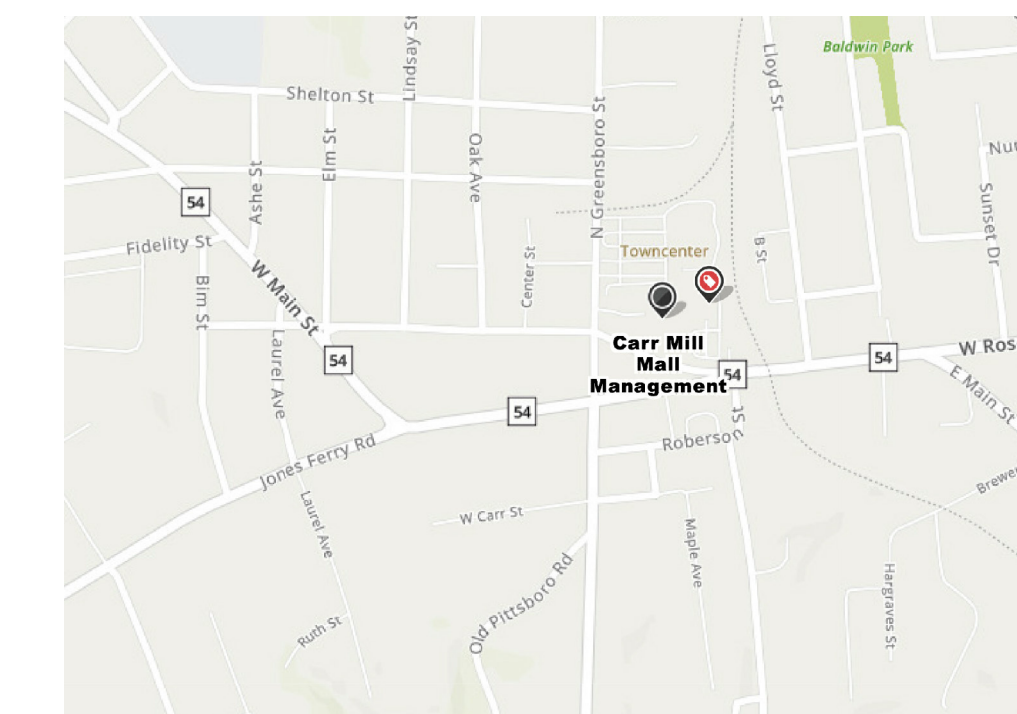 Baldwin Park
Lindsay St
Lloyd St
Shelton St
N Greensboro St
Elm St
Oak Ave
Ashe St
54
Sunset Dr
Fidelity St
Towncenter
B St
Center St
W Main St
Bim St
Laurel Ave
Carr Mill
Mall
Management
54
54
54
W Ros
E Main St
54
St
Roberson
Jones Ferry Rd
Brewe
Laurel Ave
W Carr St
Maple Ave
Old Pittsboro Rd
Hargraves St
Ruth St